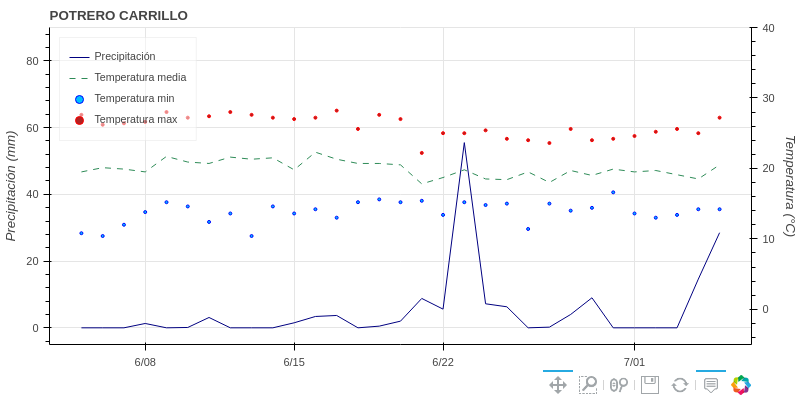 POTRERO CARRILLO
Precipitación
Temperatura media
Temperatura min
Temperatura max
Precipitación (mm)
80
60
40
20
0
Temperatura (°C)
40
30
20
10
0
6/08
6/15
6/22
7/01